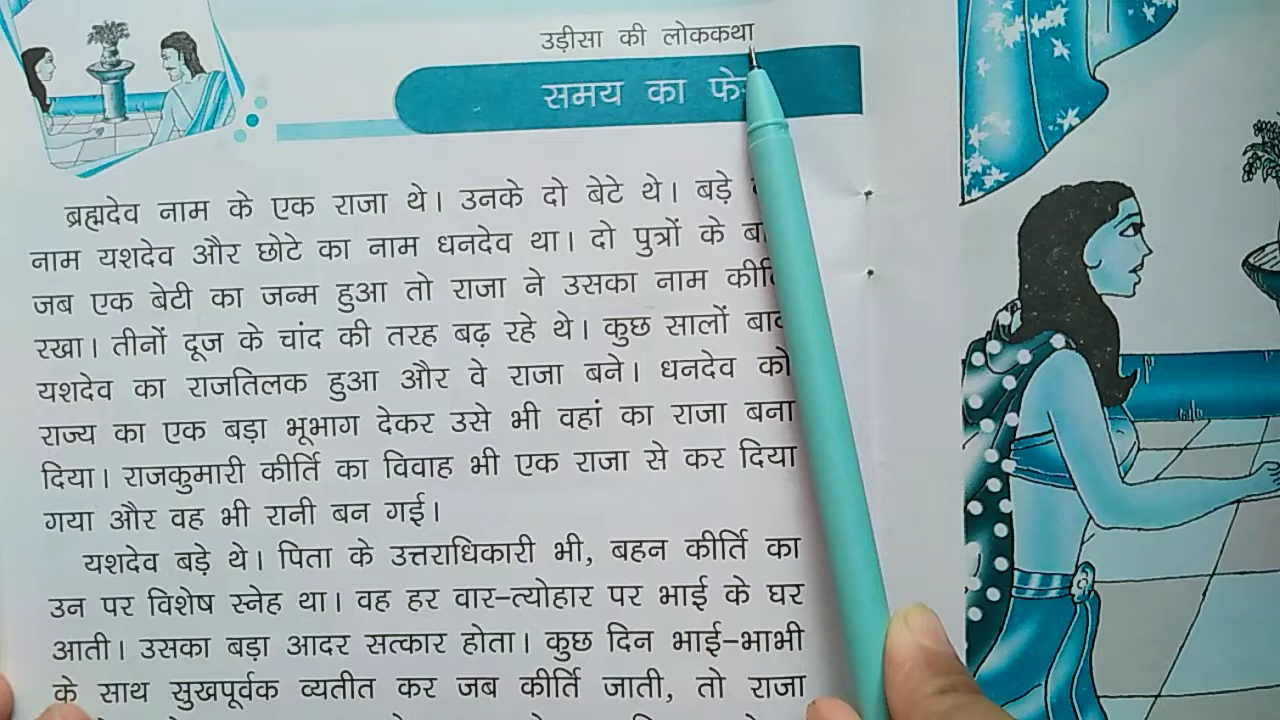 उड़ीसा की लोककथा
समय का
ब्रह्मदेव नाम के एक राजा थे। उनके दो बेटे थे। बड़े
नाम यशदेव और छोटे का नाम धनदेव था। दो पुत्रों के
जब एक बेटी का जन्म हुआ तो राजा ने उसका नाम
रखा। तीनों दूज के चांद की तरह बढ़ रहे थे। कुछ सालों
यशदेव का राजतिलक हुआ और वे राजा बने। धनदेव को
राज्य का एक बड़ा भूभाग देकर उसे भी वहां का राजा बना
दिया। राजकुमारी कीर्ति का विवाह भी एक राजा से कर दिया
गया और वह भी रानी बन गई।
यशदेव बड़े थे। पिता के उत्तराधिकारी भी, बहन कीर्ति का
उन पर विशेष स्नेह था। वह हर वार-त्योहार पर भाई के घर
आती। उसका बड़ा आदर सत्कार होता। कुछ दिन भाई-भाभी
के साथ सुखपूर्वक व्यतीत कर जब कीर्ति जाती, तो राजा